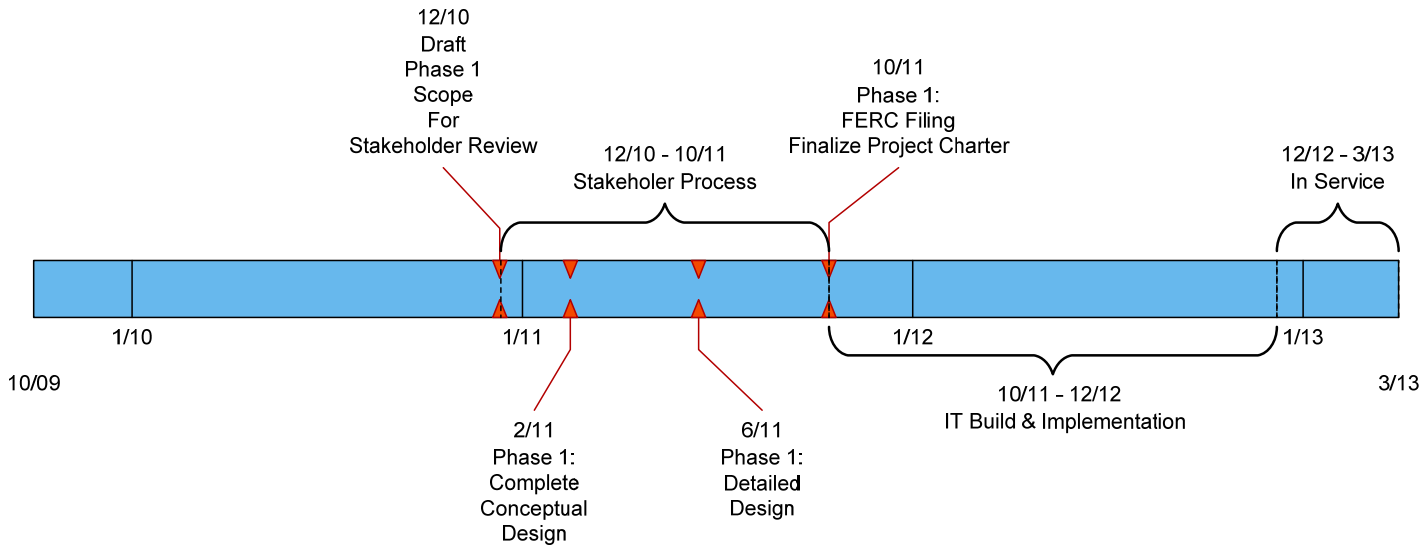 12/10
Draft
Phase 1
Scope
For
Stakeholder Review
12/10 - 10/11
Stakeholer Process
10/11
Phase 1:
FERC Filing
Finalize Project Charter
12/12 - 3/13
In Service
1/10
1/11
1/12
1/13
10/09
3/13
2/11
Phase 1:
Complete
Conceptual
Design
6/11
Phase 1:
Detailed
Design
10/11 - 12/12
IT Build & Implementation